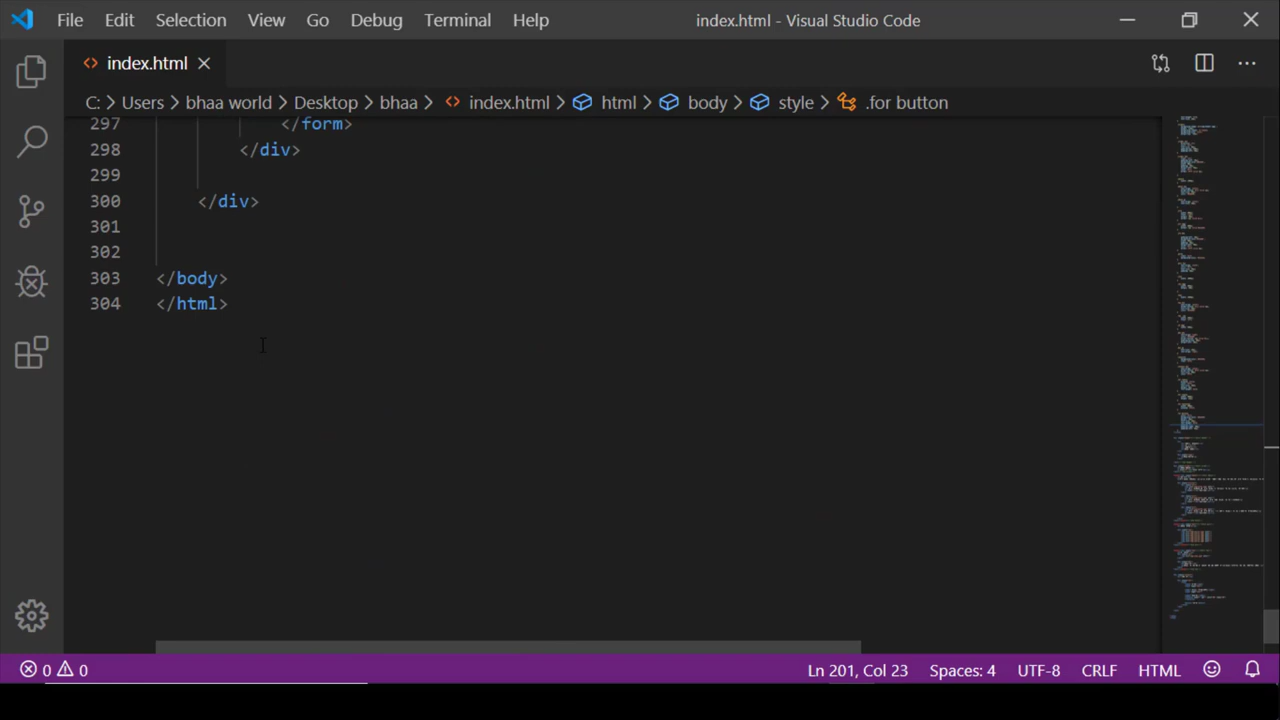 File Edit Selection View Go Debug Terminal Help index.html - Visual Studio Code
<> index.html ×
C: > Users > bhaa world > Desktop > bhaa > <> index.html > html > body > style > .for button
297 </form>
298 </div>
299
300 </div>
301
302
303 </body>
304 </html>
0 0 Ln 201, Col 23 Spaces: 4 UTF-8 CRLF HTML